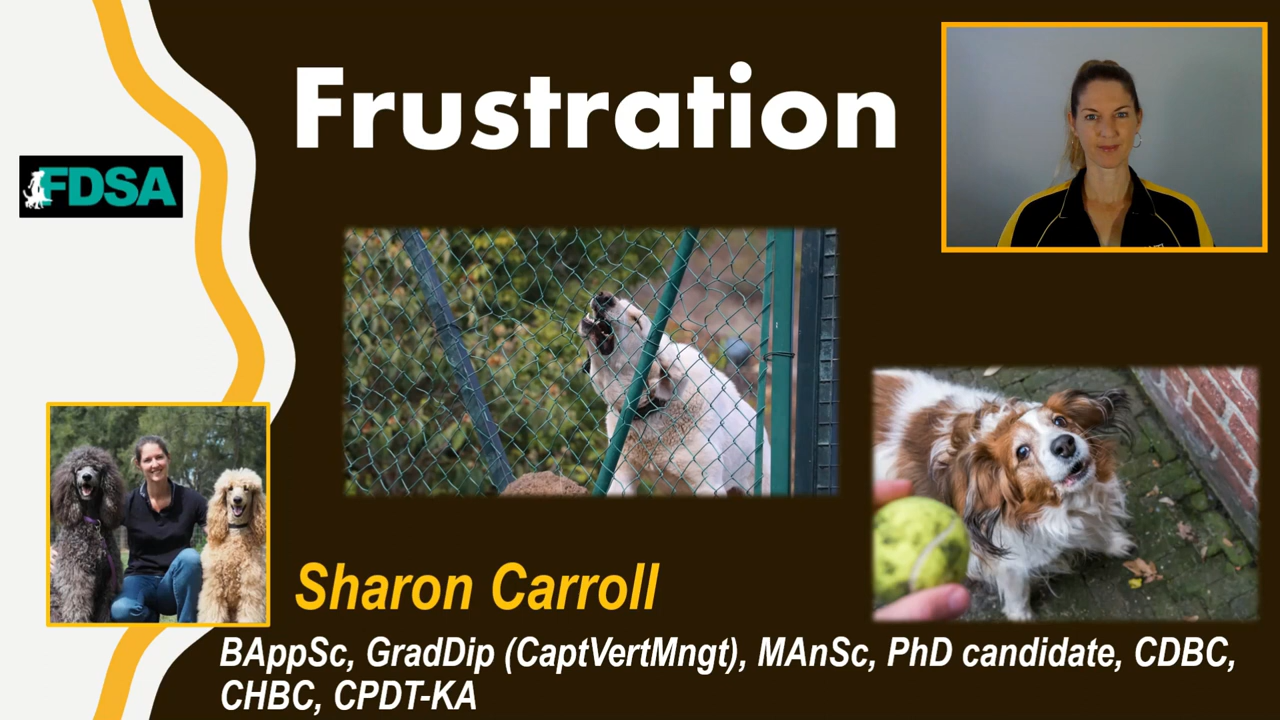 Frustration
FDSA
Sharon Carroll
BAppSc, GradDip (CaptVertMngt), MAnSc, PhD candidate, CDBC,
CHBC, CPDT-KA